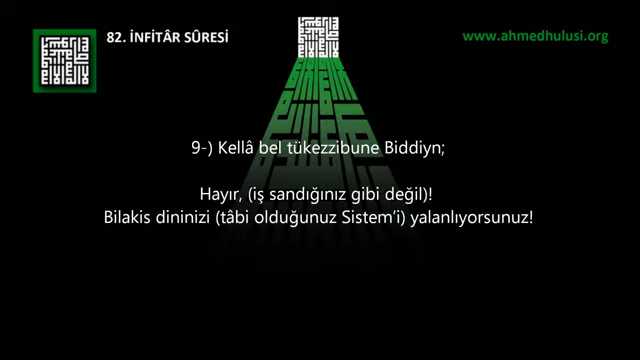 82. İNFİTÂR SÛRESİ
www.ahmedhulusi.org
9-) Kellâ bel tükezzibune Biddiyn;
Hayır, (iş sandığınız gibi değil)!
Bilakis dininizi (tâbi olduğunuz Sistem’i) yalanlıyorsunuz!